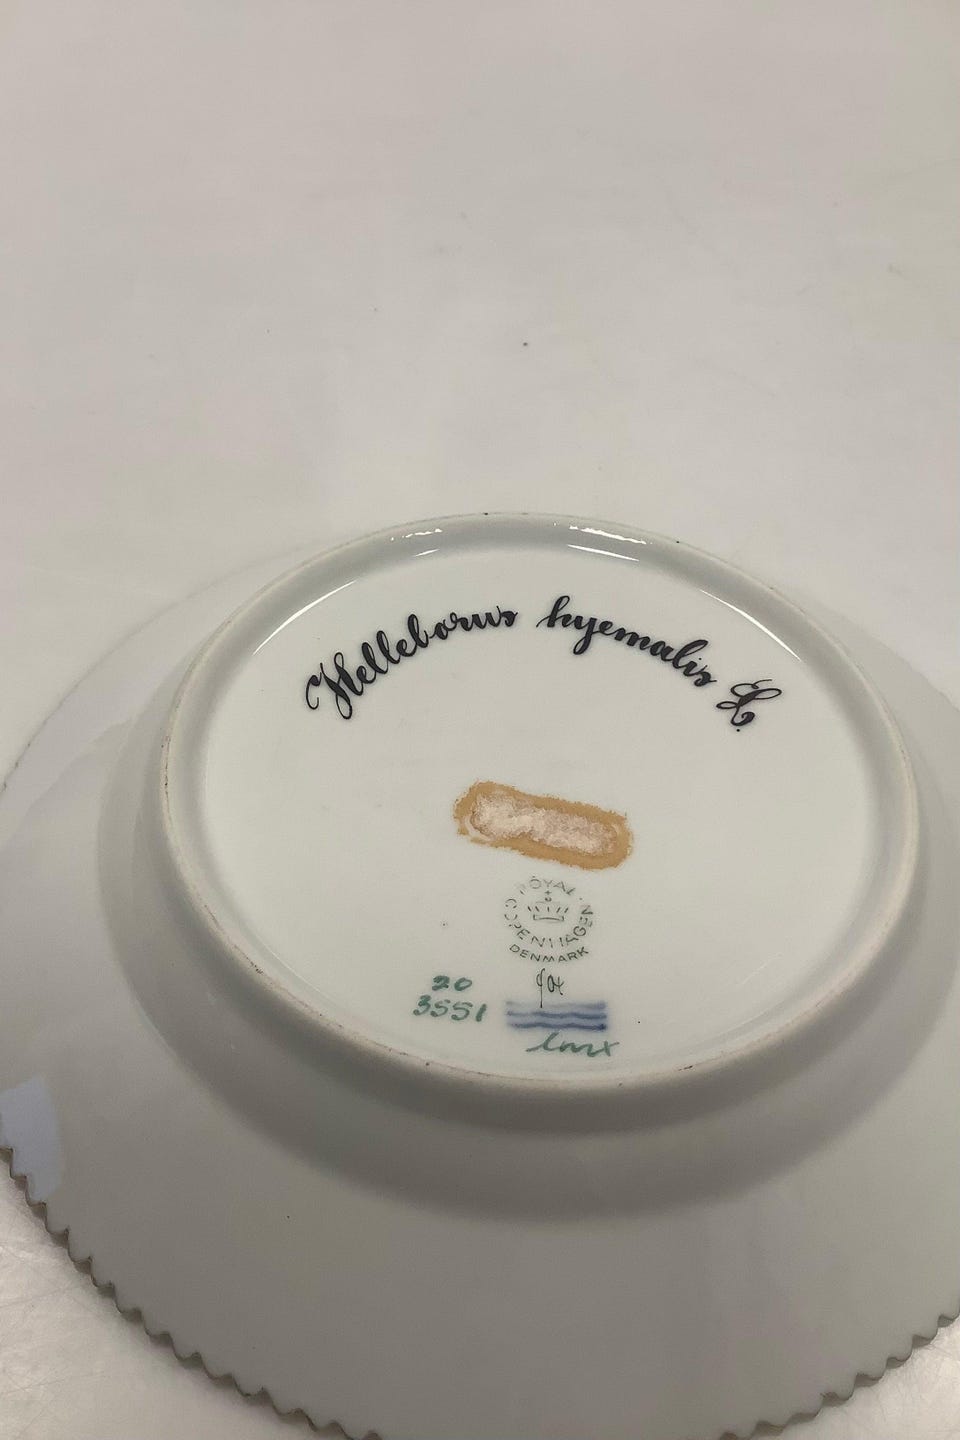 Helleborus hyemalis L.
ROYAL
COPENHAGEN
DENMARK
20
3551